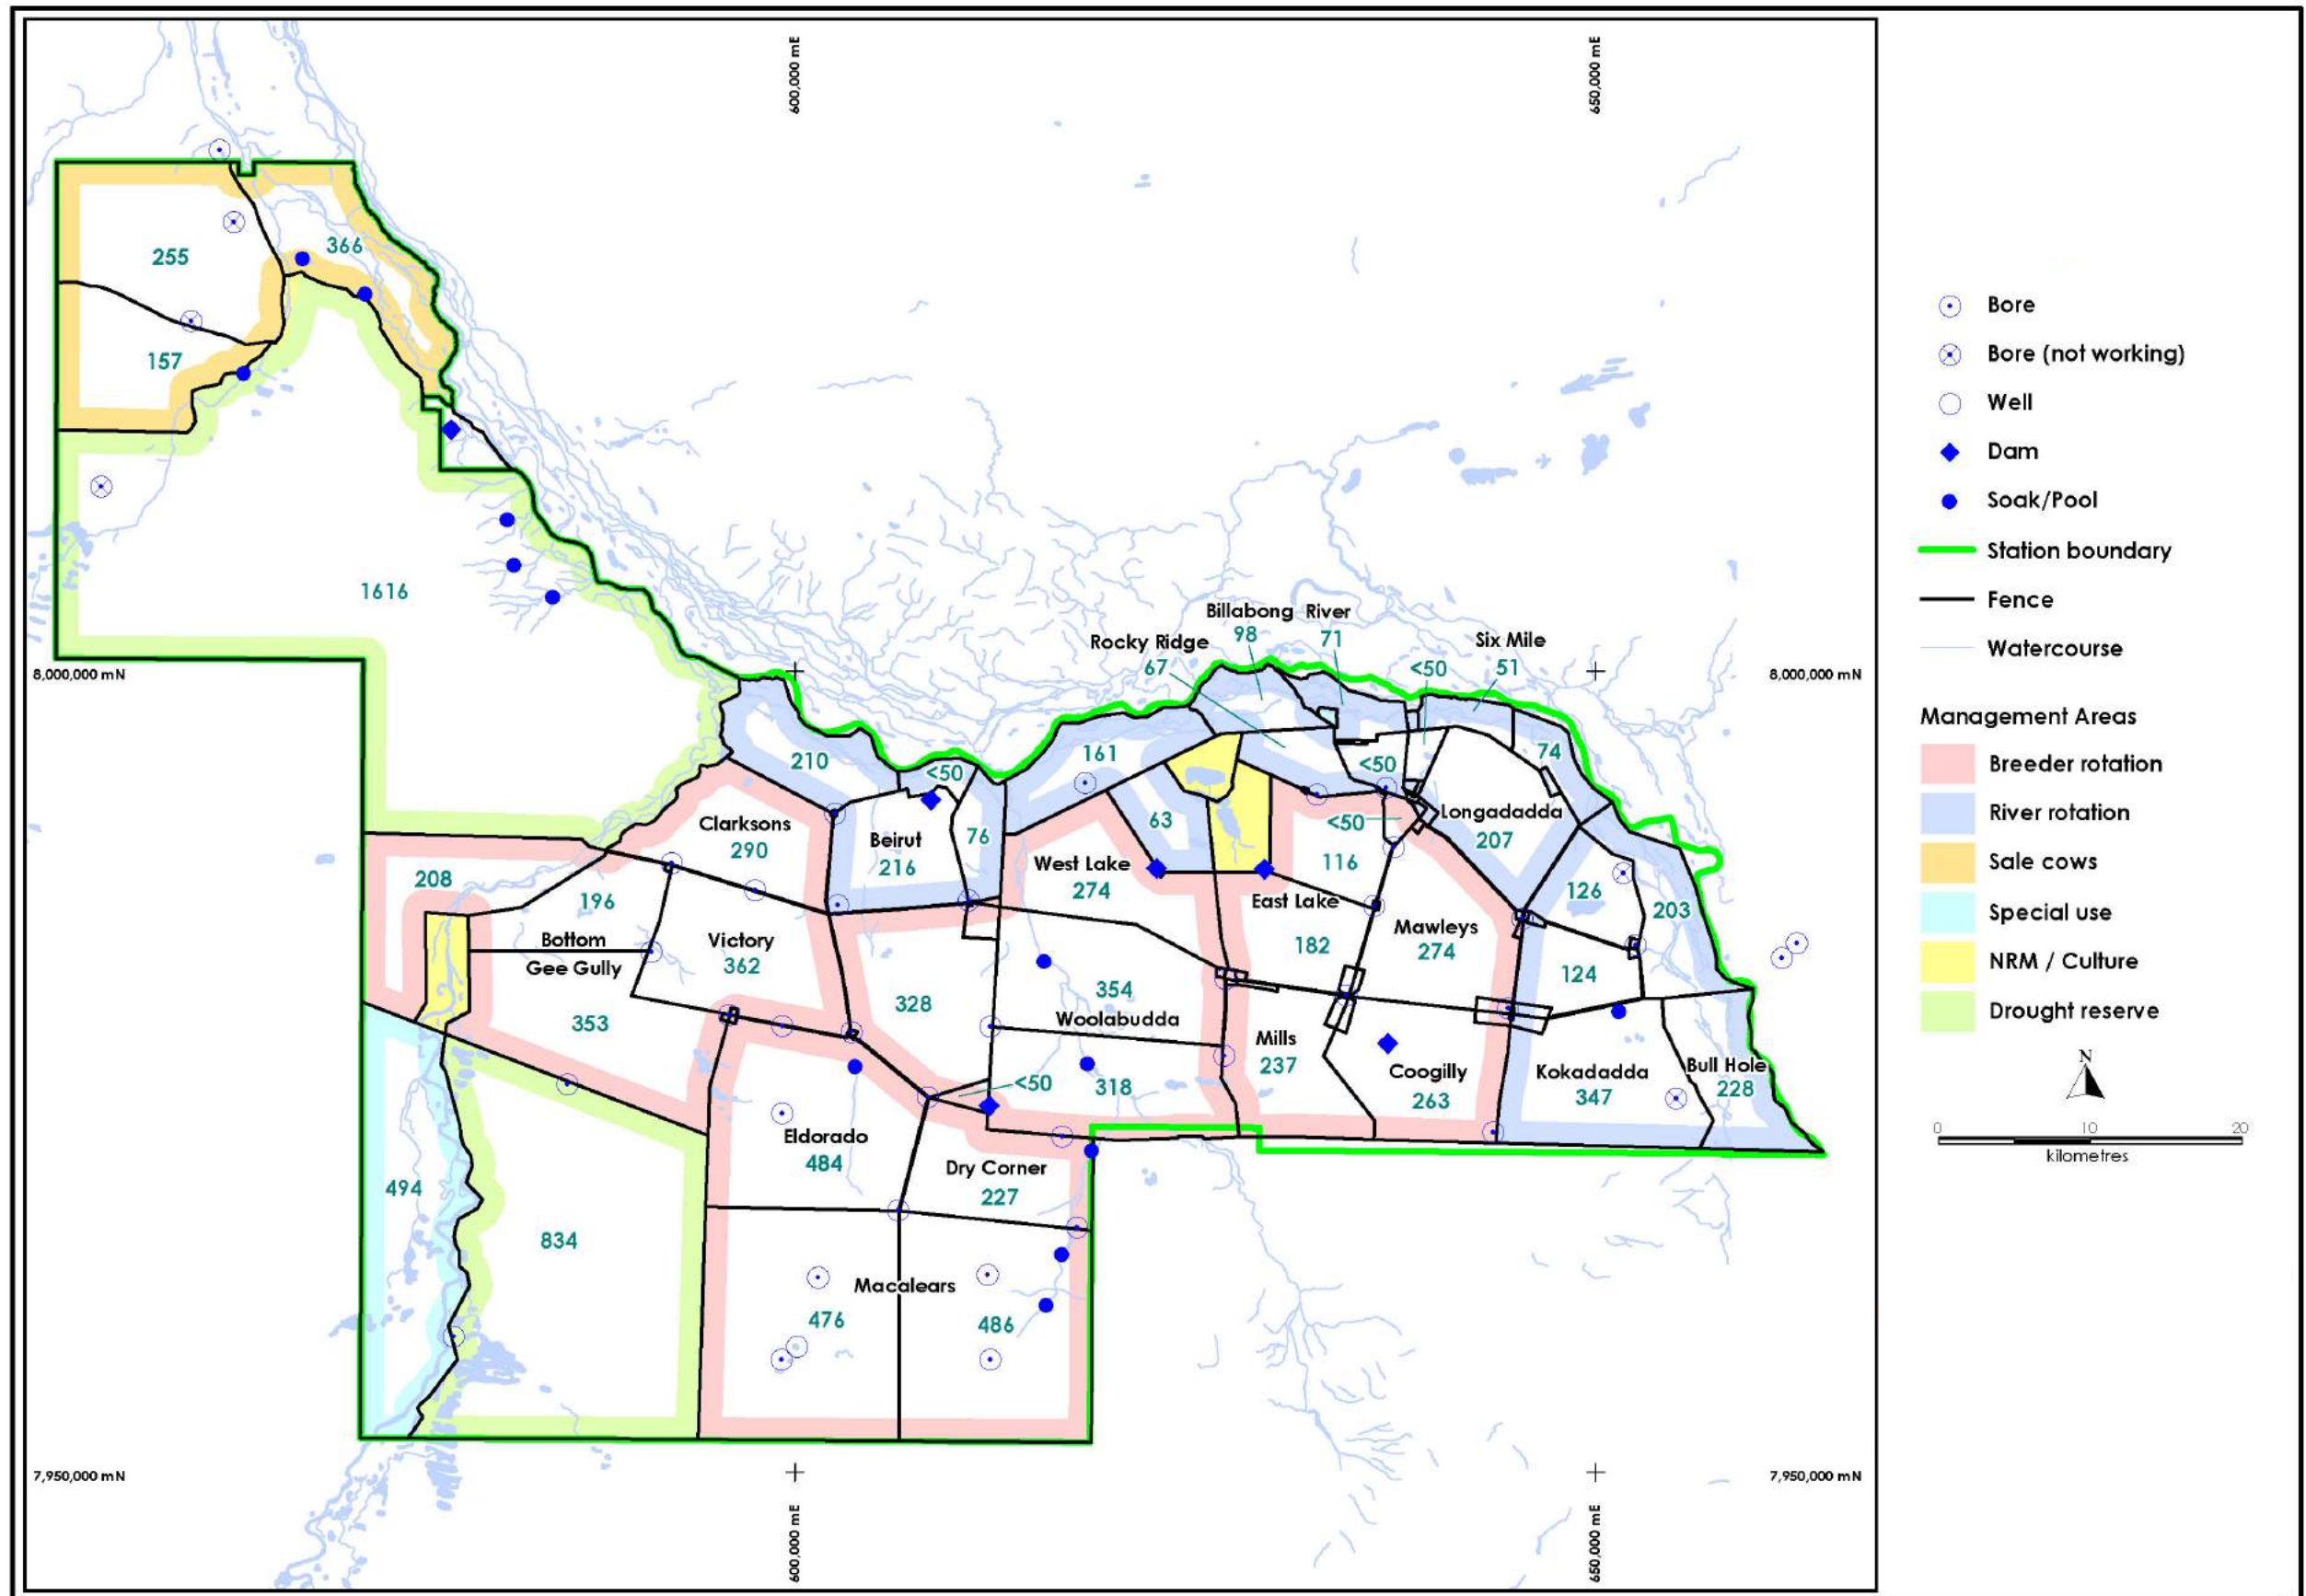 600,000 mE
650,000 mE
255
366
157
1616
Billabong River
98
71
Rocky Ridge
67
Six Mile
51
<50
8,000,000 mN
8,000,000 mN
210
<50
161
<50
74
Clarksons
290
Beirut
216
76
63
<50
Longadadda
207
West Lake
274
116
208
196
East Lake
126
203
Bottom
Gee Gully
Victory
362
182
Mawleys
274
124
353
328
354
Woolabudda
Mills
237
<50
318
Coogilly
263
Kokadadda
347
Bull Hole
228
Eldorado
484
Dry Corner
227
494
834
Macalears
476
486
7,950,000 mN
7,950,000 mN
600,000 mE
650,000 mE
Bore
Bore (not working)
Well
Dam
Soak/Pool
Station boundary
Fence
Watercourse
Management Areas
Breeder rotation
River rotation
Sale cows
Special use
NRM / Culture
Drought reserve
N
0 10 20
kilometres